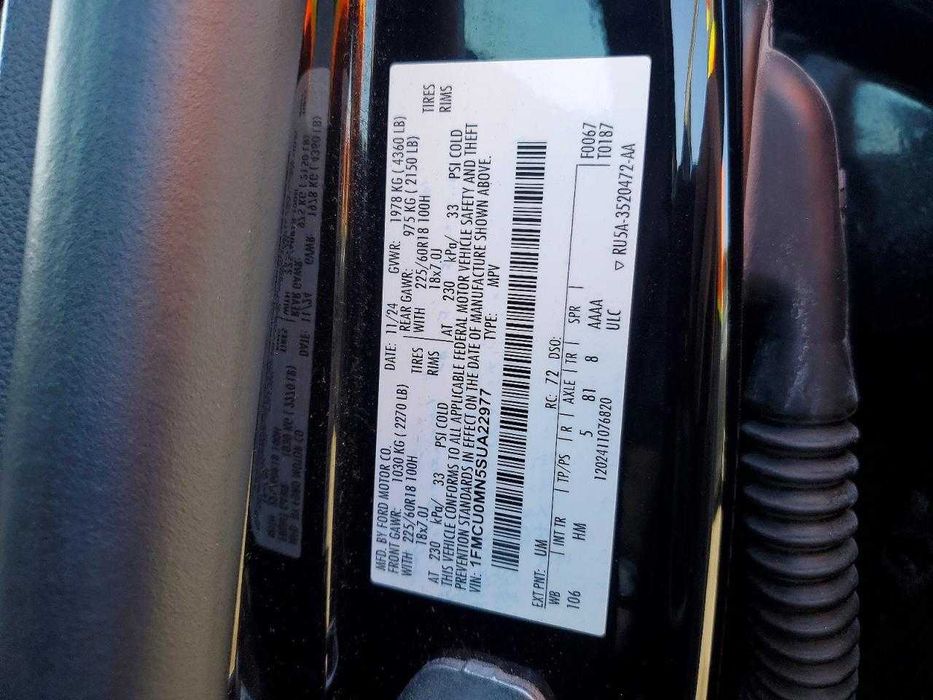 MFD. BY FORD MOTOR CO.
DATE: 11/24 GVWR: 1978 KG ( 4360 LB)
FRONT GAWR: 1030 KG ( 2270 LB)
REAR GAWR: 975 KG ( 2150 LB)
WITH 225/60R18 100H TIRES
WITH 225/60R18 100H TIRES
18x7.0J RIMS
18x7.0J RIMS
AT 230 kPa/ 33 PSI COLD
AT 230 kPa/ 33 PSI COLD
THIS VEHICLE CONFORMS TO ALL APPLICABLE FEDERAL MOTOR VEHICLE SAFETY AND THEFT
PREVENTION STANDARDS IN EFFECT ON THE DATE OF MANUFACTURE SHOWN ABOVE.
VIN: 1FMCU0MN5SUA22977 TYPE: MPV
EXT PNT: UM RC: 72 DSO:
WB MTR TP/PS R AXLE TR SPR
106 HM 5 81 8 AAAA F0067
ULC T0187
120241107682​0 ▽ RU5A-3520472-AA